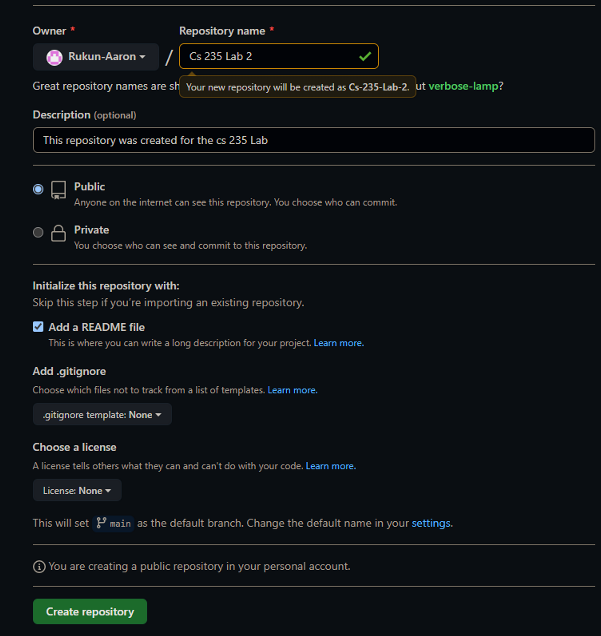 Owner * Repository name *
Rukun-Aaron / Cs 235 Lab 2
Great repository names are sh
Your new repository will be created as Cs-235-Lab-2.
ut verbose-lamp?
Description (optional)
This repository was created for the cs 235 Lab
Public
Anyone on the internet can see this repository. You choose who can commit.
Private
You choose who can see and commit to this repository.
Initialize this repository with:
Skip this step if you're importing an existing repository.
Add a README file
This is where you can write a long description for your project. Learn more.
Add .gitignore
Choose which files not to track from a list of templates. Learn more.
.gitignore template: None
Choose a license
A license tells others what they can and can't do with your code. Learn more.
License: None
This will set main as the default branch. Change the default name in your settings.
You are creating a public repository in your personal account.
Create repository